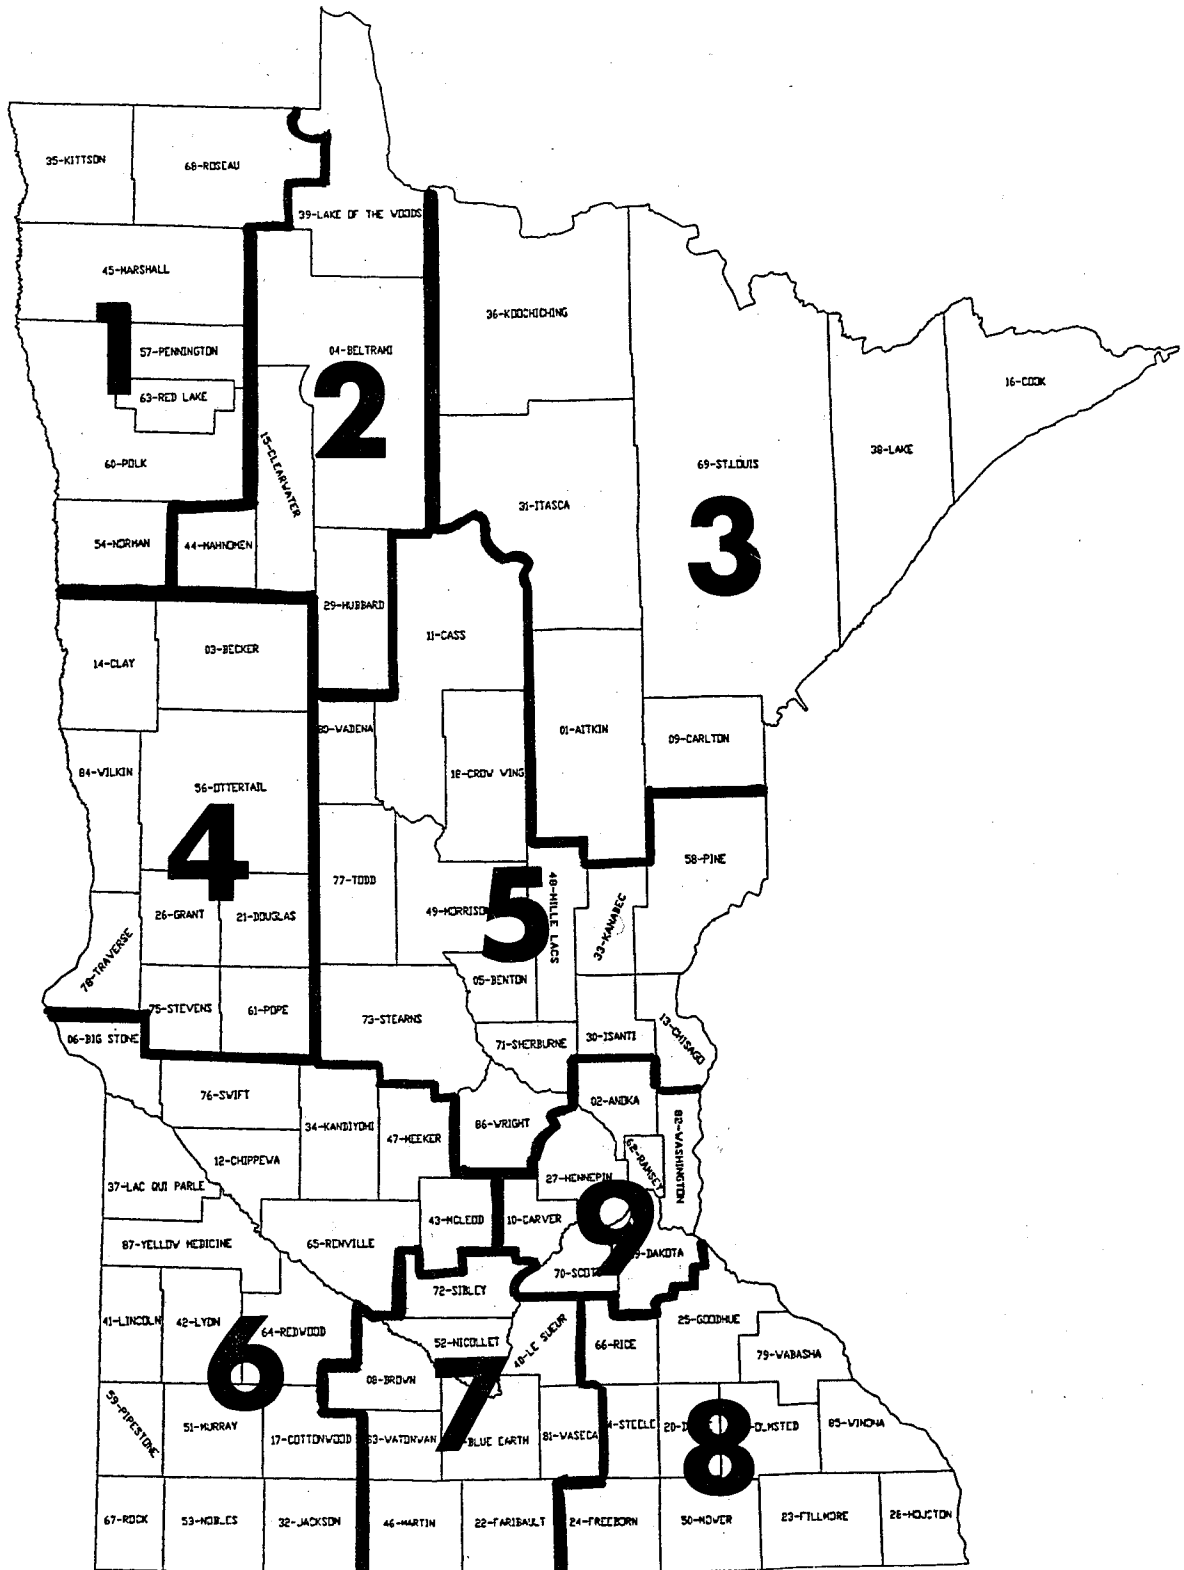 35-KITTSON
68-ROSEAU
39-LAKE OF THE WOODS
45-MARSHALL
1
36-KOOCHICHING
57-PENNINGTON
04-BELTRAMI
2
63-RED LAKE
16-COOK
15-CLEARWATER
60-POLK
69-ST.LOUIS
38-LAKE
3
31-ITASCA
54-NORMAN
44-MAHNOMEN
29-HUBBARD
11-CASS
03-BECKER
14-CLAY
80-WADENA
01-AITKIN
09-CARLTON
84-WILKIN
18-CROW WING
56-OTTERTAIL
4
58-PINE
77-TODD
5
48-MILLE LACS
49-MORRISON
26-GRANT
21-DOUGLAS
33-KANABEC
78-TRAVERSE
05-BENTON
75-STEVENS
61-POPE
73-STEARNS
06-BIG STONE
71-SHERBURNE
30-ISANTI
13-CHISAGO
76-SWIFT
02-ANOKA
34-KANDIYOHI
47-MEEKER
86-WRIGHT
82-WASHINGTON
62-RAMSEY
12-CHIPPEWA
27-HENNEPIN
37-LAC QUI PARLE
43-MCLEOD
10-CARVER
9
87-YELLOW MEDICINE
65-RENVILLE
DAKOTA
70-SCOTT
72-SIBLEY
41-LINCOLN
42-LYON
64-REDWOOD
6
25-GOODHUE
52-NICOLLET
40-LE SUEUR
66-RICE
79-WABASHA
08-BROWN
7
59-PIPESTONE
51-MURRAY
17-COTTONWOOD
83-WATONWAN
BLUE EARTH
81-WASECA
STEELE
8
OLMSTED
85-WINONA
67-ROCK
53-NOBLES
32-JACKSON
46-MARTIN
22-FARIBAULT
24-FREEBORN
50-MOWER
23-FILLMORE
28-HOUSTON